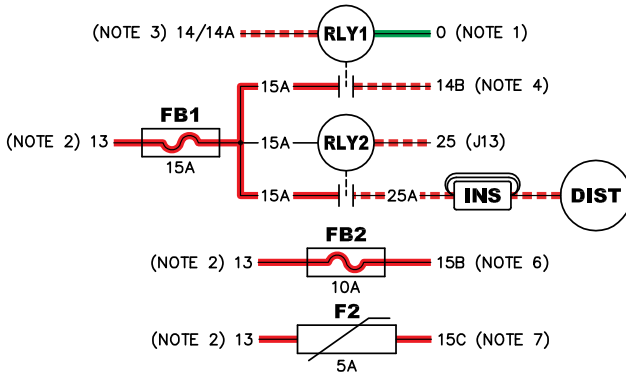 (NOTE 3) 14/14A RLY1 0 (NOTE 1)
15A 14B (NOTE 4)
FB1
(NOTE 2) 13 15A RLY2 25 (J13)
15A
15A 25A INS DIST
FB2
(NOTE 2) 13 15B (NOTE 6)
10A
F2
(NOTE 2) 13 15C (NOTE 7)
5A